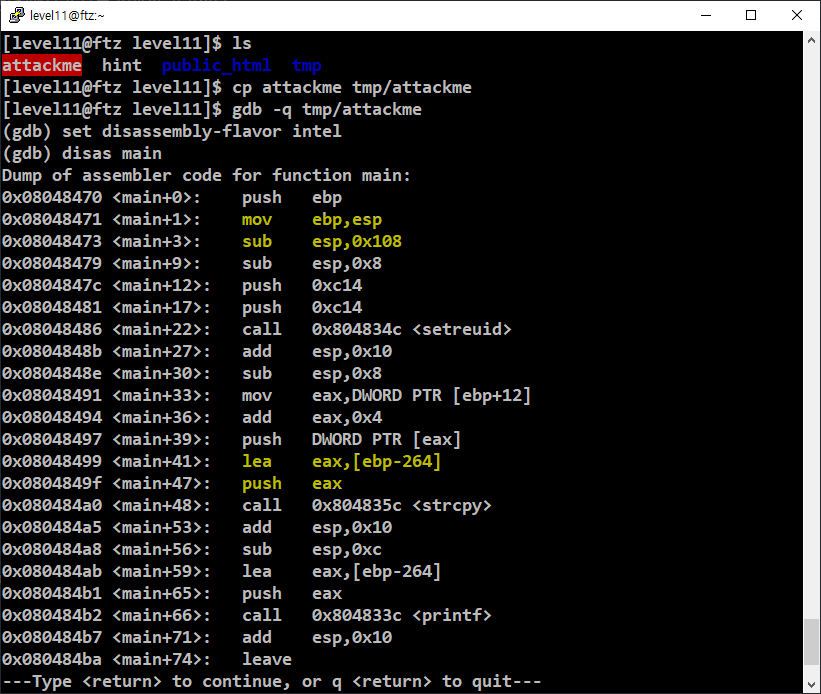 level11@ftz:~
[level11@ftz level11]$ ls
attackme  hint  public_html  tmp
[level11@ftz level11]$ cp attackme tmp/attackme
[level11@ftz level11]$ gdb -q tmp/attackme
(gdb) set disassembly-flavor intel
(gdb) disas main
Dump of assembler code for function main:
0x08048470 <main+0>:    push   ebp
0x08048471 <main+1>:    mov    ebp,esp
0x08048473 <main+3>:    sub    esp,0x108
0x08048479 <main+9>:    sub    esp,0x8
0x0804847c <main+12>:   push   0xc14
0x08048481 <main+17>:   push   0xc14
0x08048486 <main+22>:   call   0x804834c <setreuid>
0x0804848b <main+27>:   add    esp,0x10
0x0804848e <main+30>:   sub    esp,0x8
0x08048491 <main+33>:   mov    eax,DWORD PTR [ebp+12]
0x08048494 <main+36>:   add    eax,0x4
0x08048497 <main+39>:   push   DWORD PTR [eax]
0x08048499 <main+41>:   lea    eax,[ebp-264]
0x0804849f <main+47>:   push   eax
0x080484a0 <main+48>:   call   0x804835c <strcpy>
0x080484a5 <main+53>:   add    esp,0x10
0x080484a8 <main+56>:   sub    esp,0xc
0x080484ab <main+59>:   lea    eax,[ebp-264]
0x080484b1 <main+65>:   push   eax
0x080484b2 <main+66>:   call   0x804833c <printf>
0x080484b7 <main+71>:   add    esp,0x10
0x080484ba <main+74>:   leave
---Type <return> to continue, or q <return> to quit---